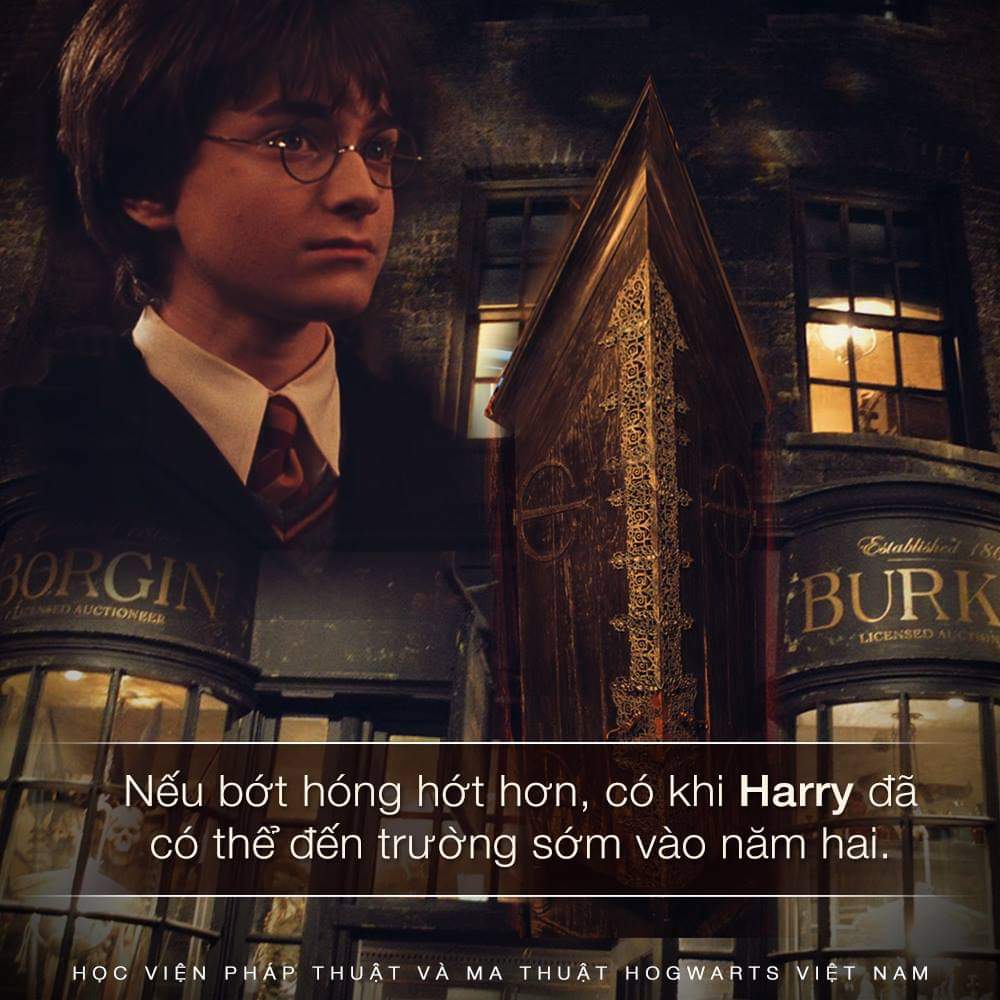 BORGIN
LICENSED AUCTIONEER
Established
BURK
LICENSED
Nếu bớt hóng hớt hơn, có khi Harry đã
có thể đến trường sớm vào năm hai.
HỌC VIỆN PHÁP THUẬT VÀ MA THUẬT HOGWARTS VIỆT NAM